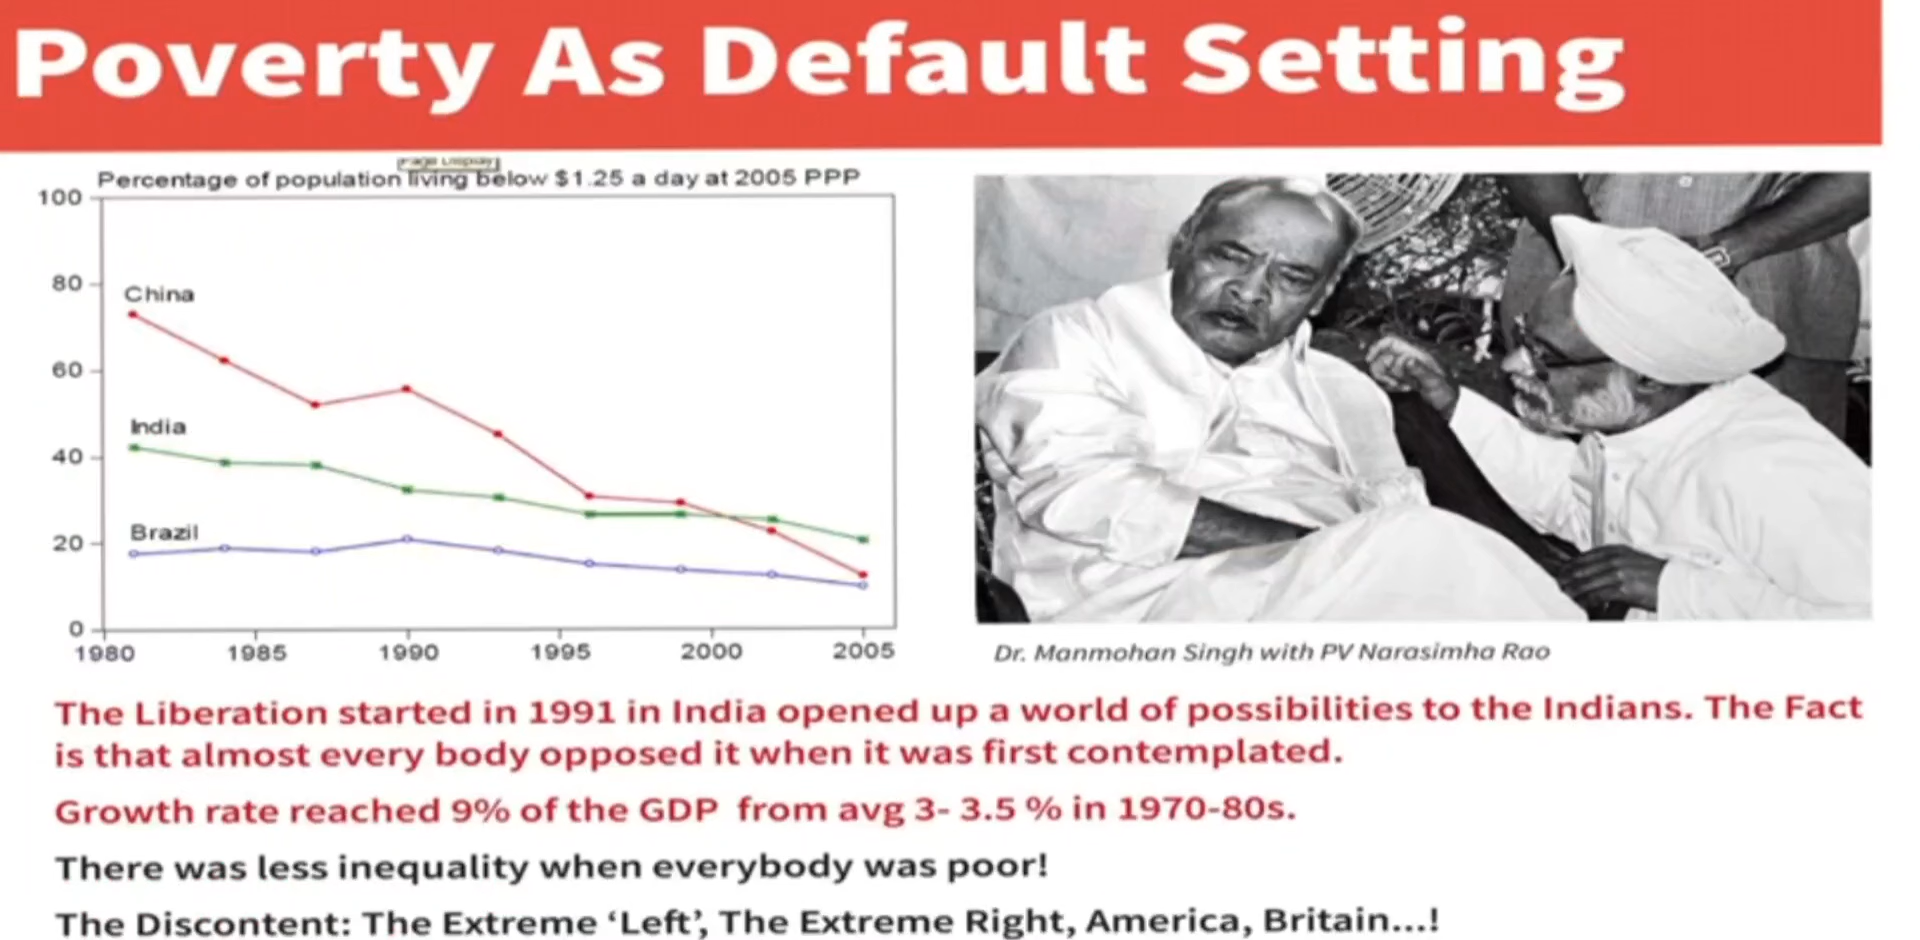 Poverty As Default Setting
Page Display
Percentage of population living below $1.25 a day at 2005 PPP
100
80
60
40
20
0
China
India
Brazil
1980 1985 1990 1995 2000 2005
Dr. Manmohan Singh with PV Narasimha Rao
The Liberation started in 1991 in India opened up a world of possibilities to the Indians. The Fact
is that almost every body opposed it when it was first contemplated.
Growth rate reached 9% of the GDP from avg 3- 3.5 % in 1970-80s.
There was less inequality when everybody was poor!
The Discontent: The Extreme ‘Left’, The Extreme Right, America, Britain...!